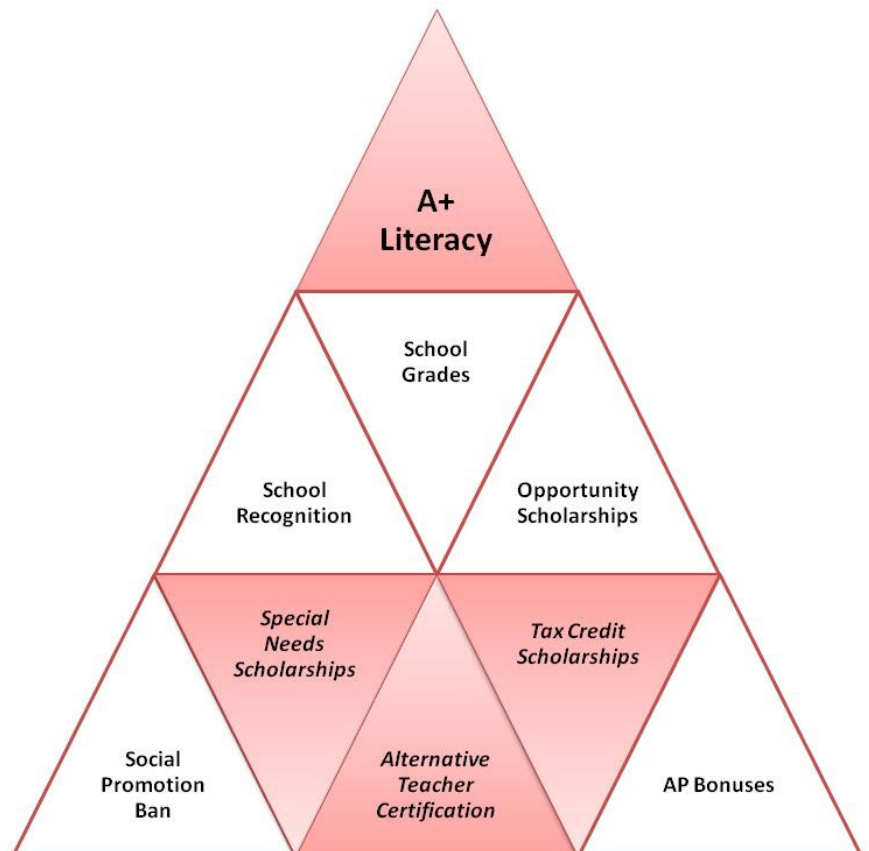 A+
Literacy
School
Grades
School
Recognition
Opportunity
Scholarships
Special
Needs
Scholarships
Tax Credit
Scholarships
Social
Promotion
Ban
Alternative
Teacher
Certification
AP Bonuses